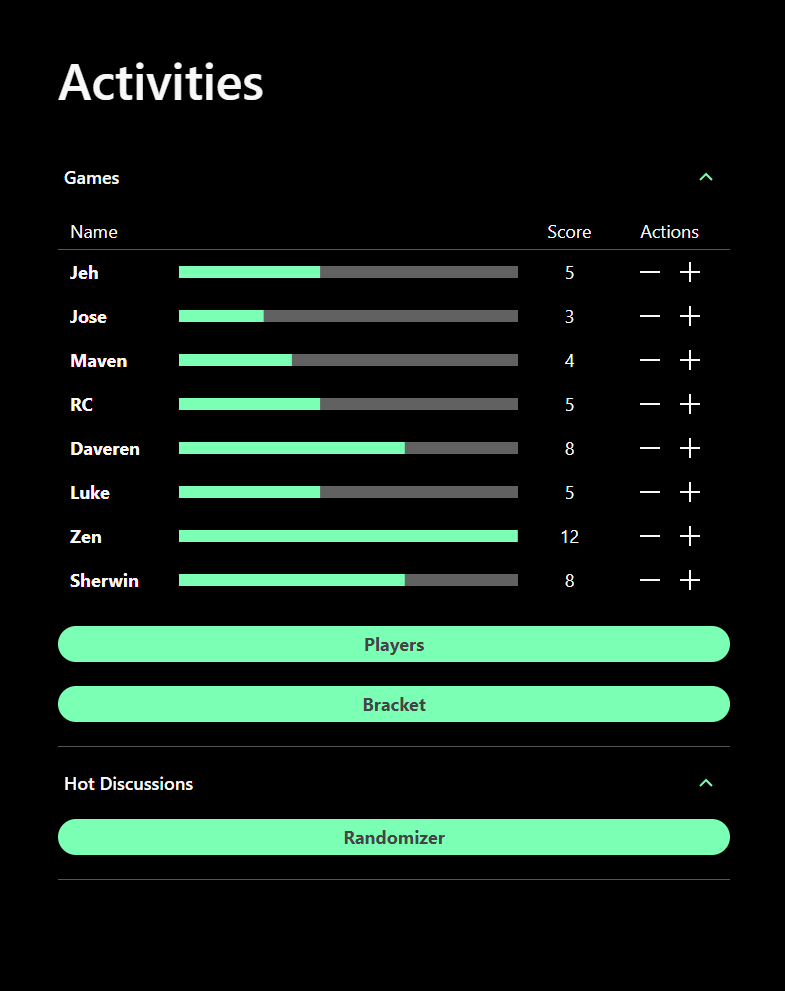 Activities
Games
Name Score Actions
Jeh 5
Jose 3
Maven 4
RC 5
Daveren 8
Luke 5
Zen 12
Sherwin 8
Players
Bracket
Hot Discussions
Randomizer